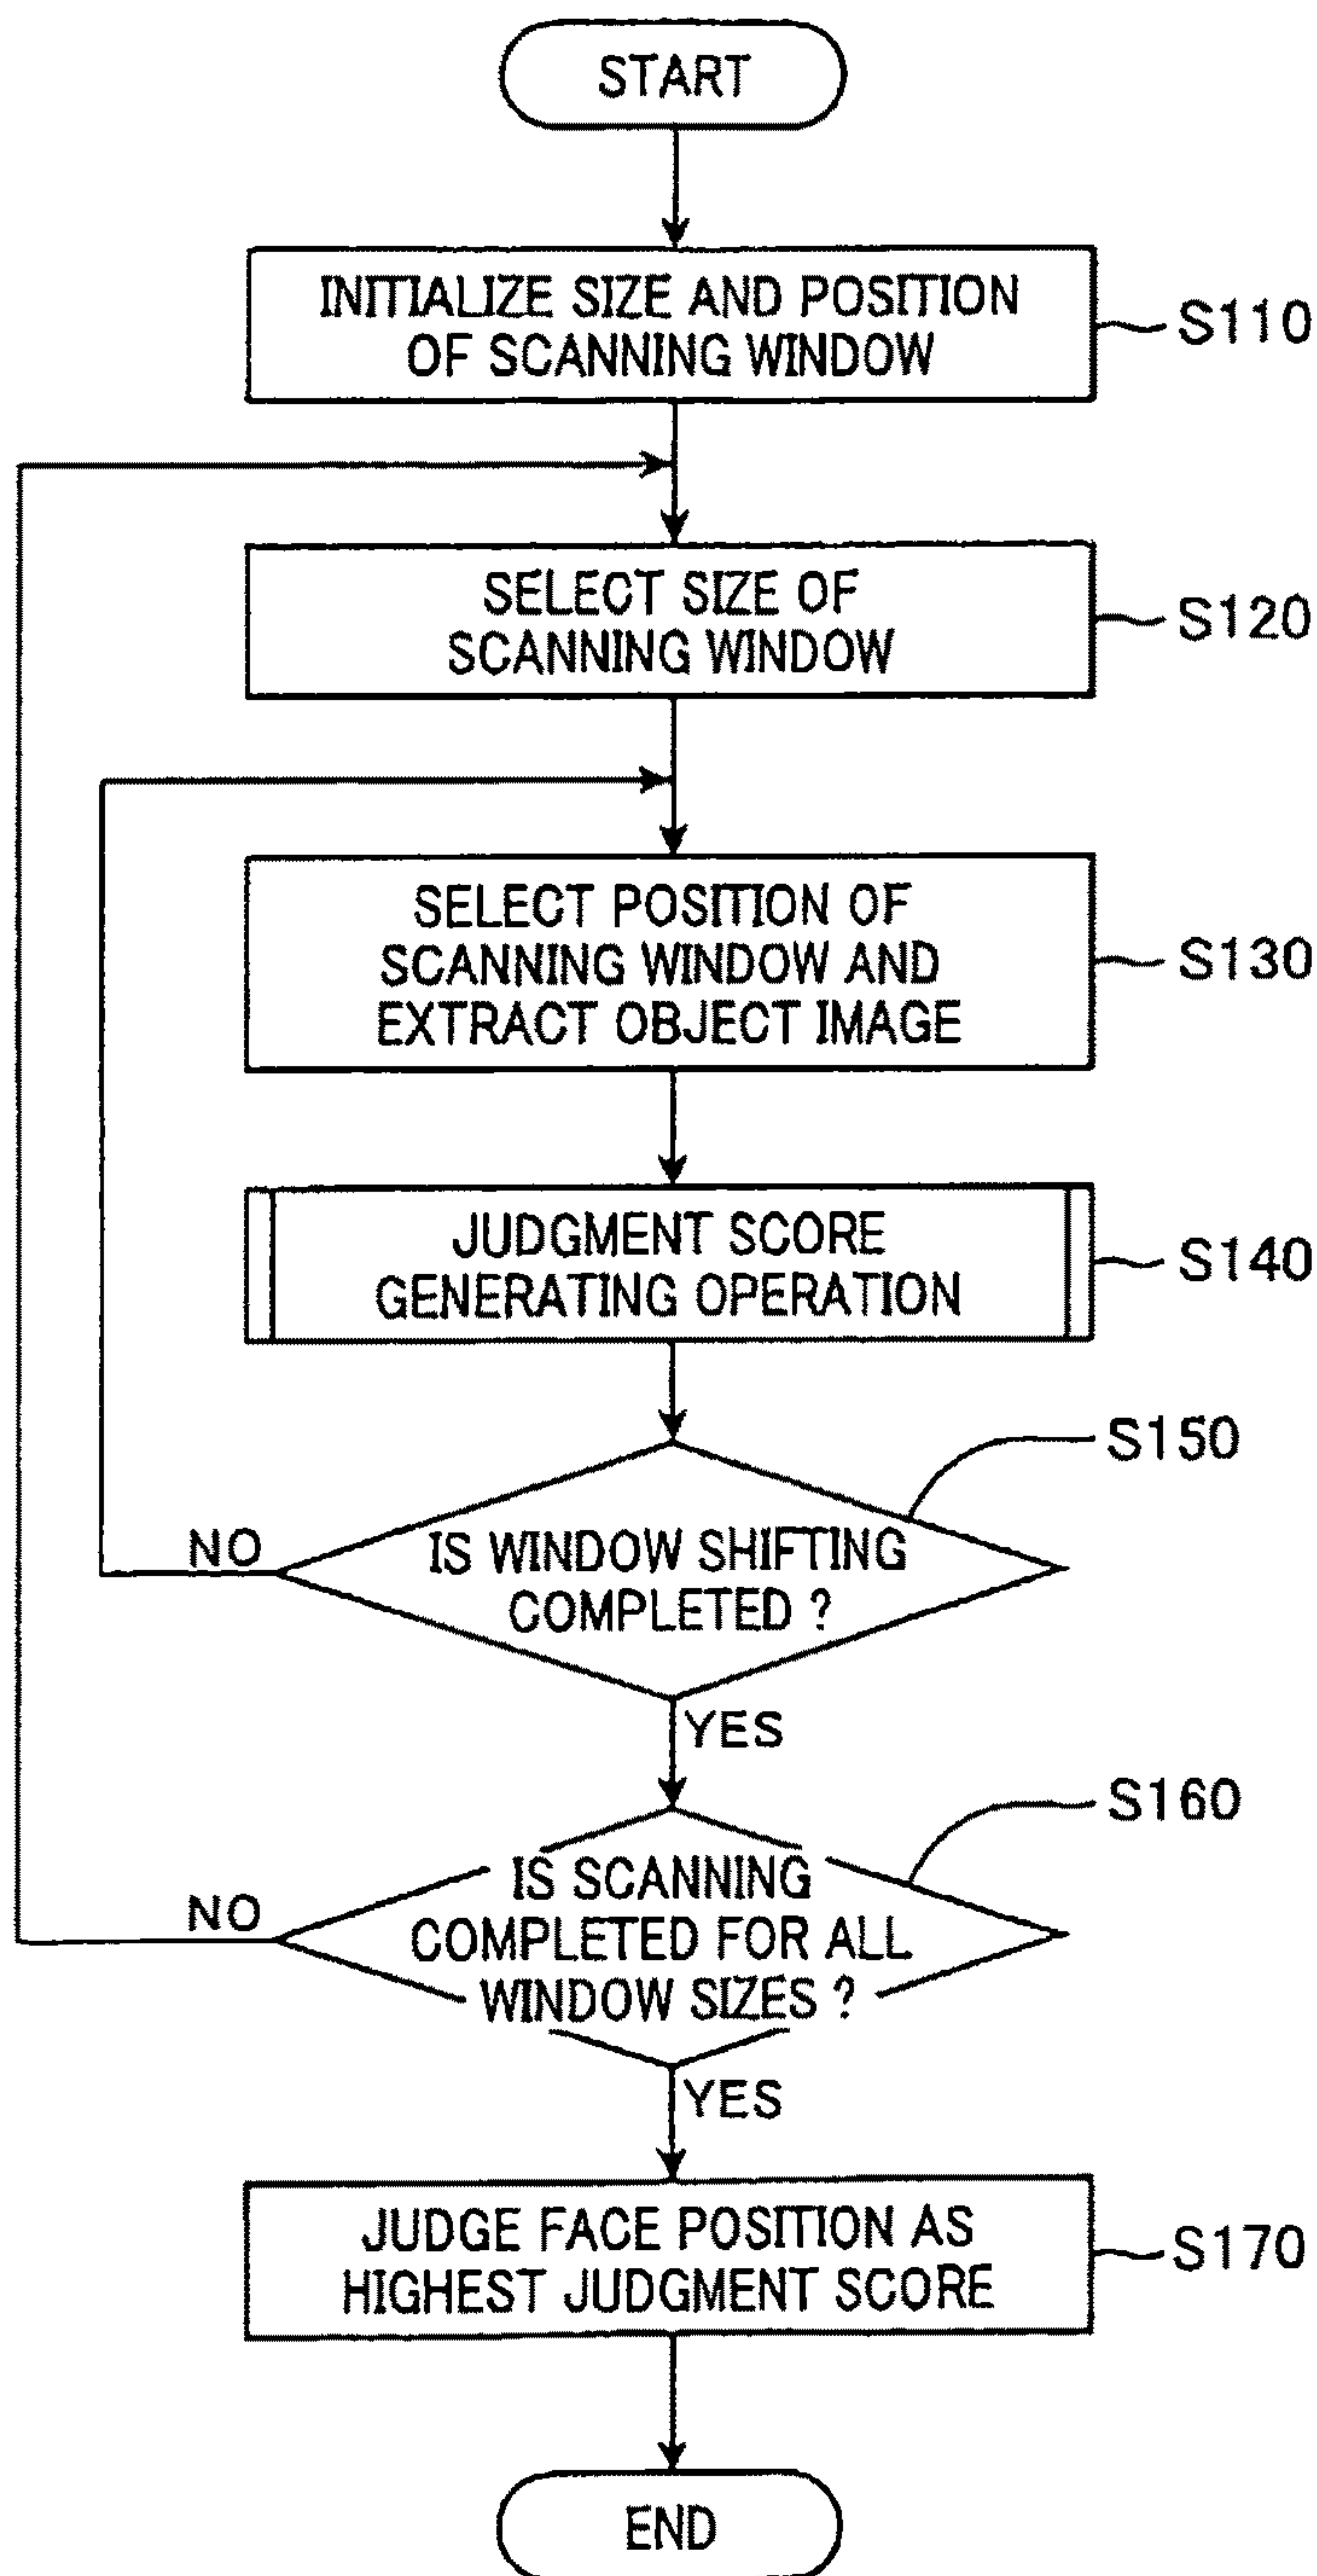 START
INITIALIZE SIZE AND POSITION
OF SCANNING WINDOW
S110
SELECT SIZE OF
SCANNING WINDOW
S120
SELECT POSITION OF
SCANNING WINDOW AND
EXTRACT OBJECT IMAGE
S130
JUDGMENT SCORE
GENERATING OPERATION
S140
S150
NO
IS WINDOW SHIFTING
COMPLETED ?
YES
S160
NO
IS SCANNING
COMPLETED FOR ALL
WINDOW SIZES ?
YES
JUDGE FACE POSITION AS
HIGHEST JUDGMENT SCORE
S170
END